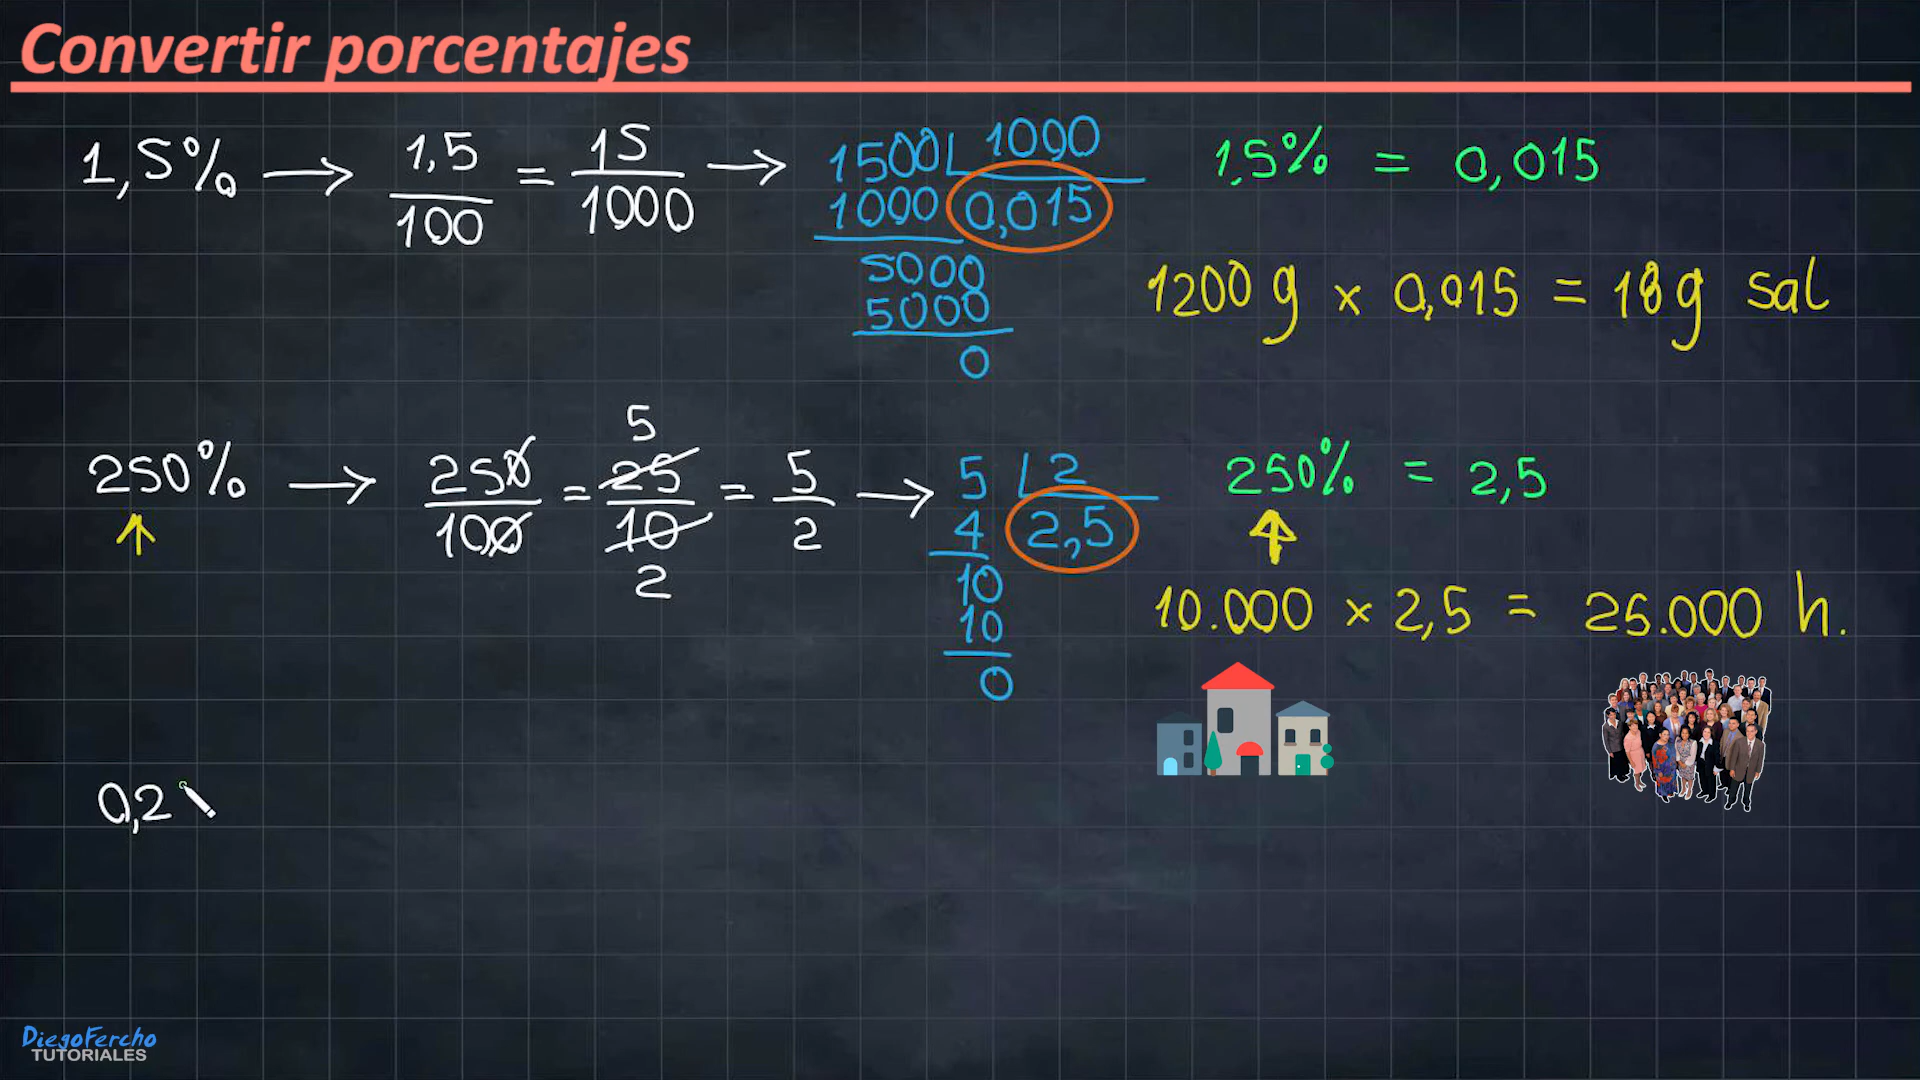 Convertir porcentajes
1,5% → 1,5/100 = 15/1000 → 1500 | 1000
1000 0,015
5000
5000
0
1,5% = 0,015
1200 g x 0,015 = 18g sal
250% → 250/100 = 25/10 = 5/2 → 5 | 2
5
2
4 2,5
10
10
0
250% = 2,5
10.000 x 2,5 = 25.000 h.
0,2
DiegoFercho
TUTORIALES